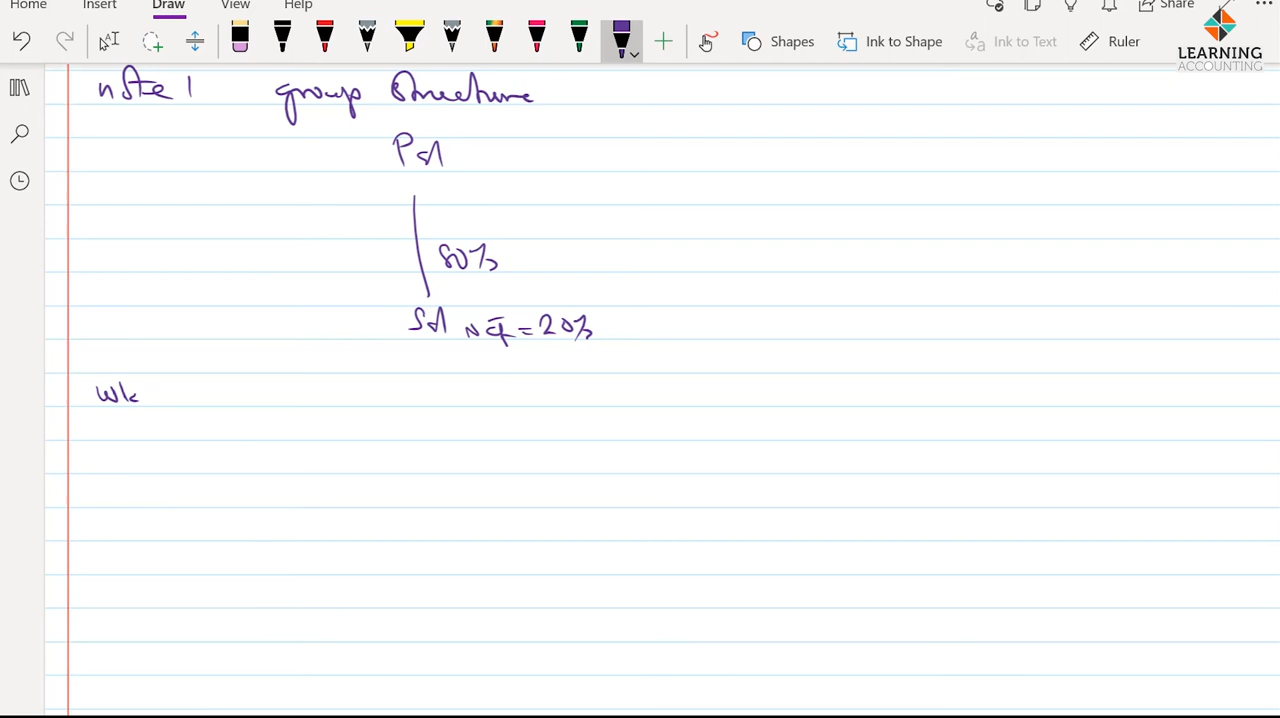 Home Insert Draw View Help Share
Shapes Ink to Shape Ink to Text Ruler
LEARNING
ACCOUNTING
note 1 group Structure
80%
= 20%
wk